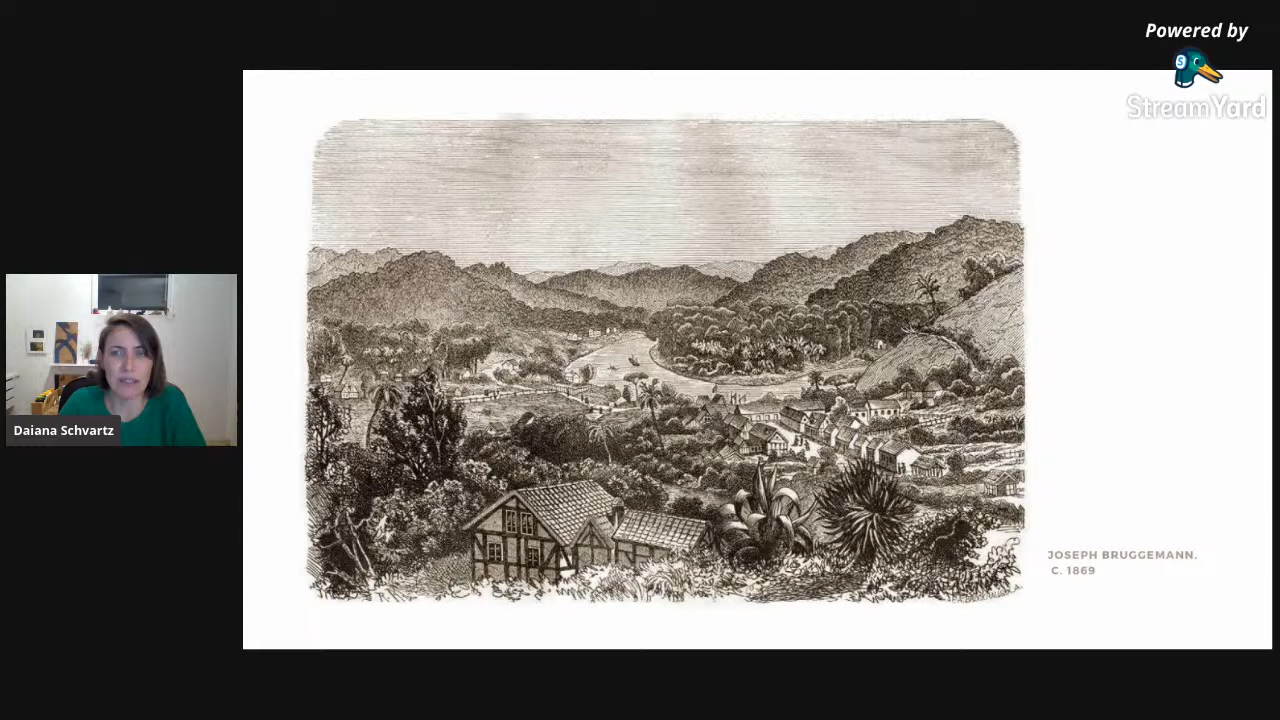 Powered by
StreamYard
Daiana Schvartz
JOSEPH BRUGGEMANN.
C. 1869